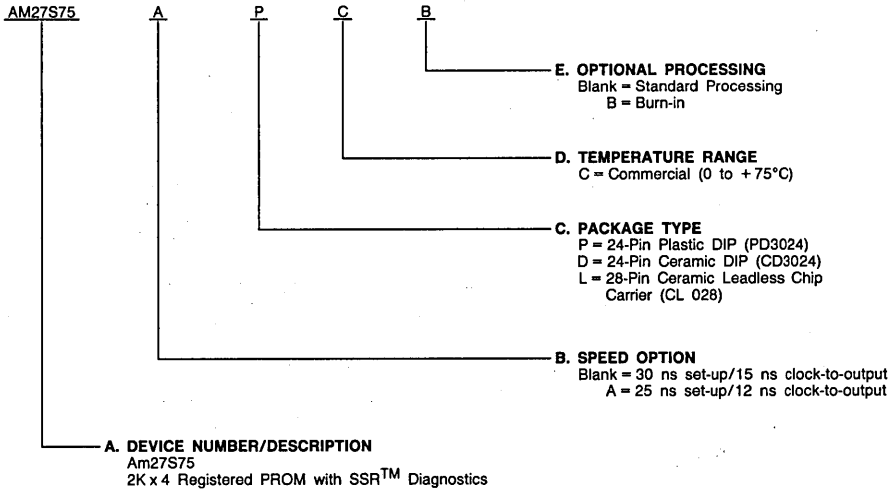 AM27S75 A P C B
E. OPTIONAL PROCESSING
Blank = Standard Processing
B = Burn-in
D. TEMPERATURE RANGE
C = Commercial (0 to +75°C)
C. PACKAGE TYPE
P = 24-Pin Plastic DIP (PD3024)
D = 24-Pin Ceramic DIP (CD3024)
L = 28-Pin Ceramic Leadless Chip
Carrier (CL 028)
B. SPEED OPTION
Blank = 30 ns set-up/15 ns clock-to-output
A = 25 ns set-up/12 ns clock-to-output
A. DEVICE NUMBER/DESCRIPTION
Am27S75
2K x 4 Registered PROM with SSR™ Diagnostics